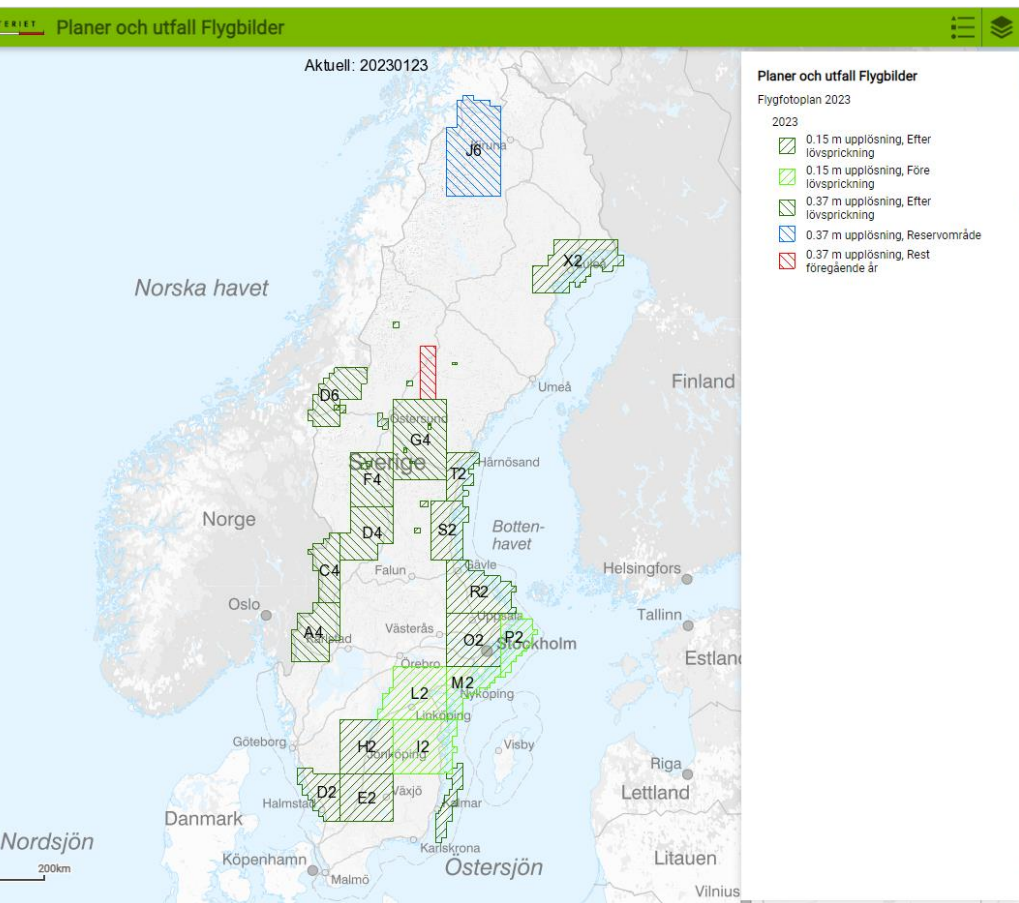 TERIET
Planer och utfall Flygbilder
Aktuell: 20230123
Planer och utfall Flygbilder
Flygfotoplan 2023
2023
0.15 m upplösning, Efter
lövsprickning
0.15 m upplösning, Före
lövsprickning
0.37 m upplösning, Efter
lövsprickning
0.37 m upplösning, Reservområde
0.37 m upplösning, Rest
föregående år
J6
X2
Norska havet
Finland
Umeå
D6
Östersund
G4
Sverige
Härnösand
F4
T2
Norge
D4
S2
Botten-
havet
C4
Falun
Gävle
Helsingfors
R2
Oslo
Tallinn
Uppsala
A4
Karlstad
Västerås
O2
P2
Stockholm
Estland
Örebro
L2
M2
Nyköping
Linköping
Göteborg
H2
Jönköping
I2
Visby
Riga
D2
E2
Växjö
Lettland
Halmstad
Kalmar
Danmark
Nordsjön
Karlskrona
Köpenhamn
Östersjön
Litauen
200km
Malmö
Vilnius